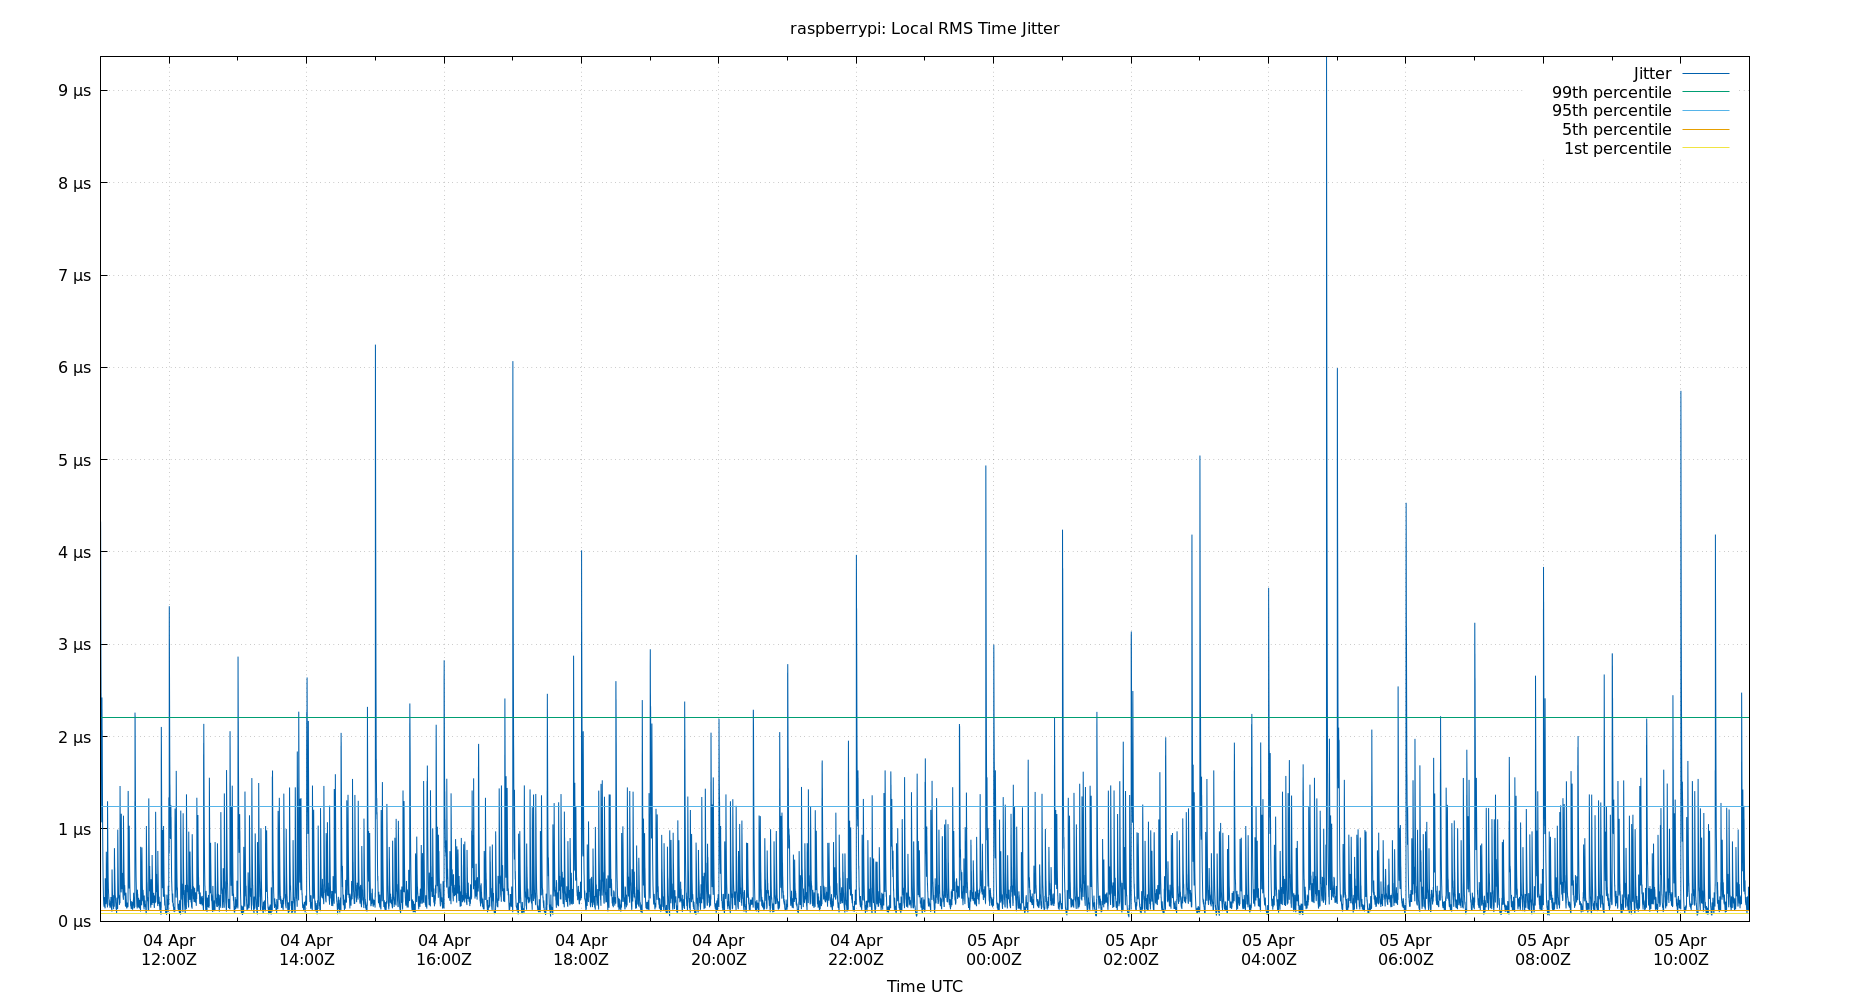 raspberrypi: Local RMS Time Jitter
Jitter
99th percentile
95th percentile
5th percentile
1st percentile
9 µs
8 µs
7 µs
6 µs
5 µs
4 µs
3 µs
2 µs
1 µs
0 µs
04 Apr 04 Apr 04 Apr 04 Apr 04 Apr 04 Apr 05 Apr 05 Apr 05 Apr 05 Apr 05 Apr 05 Apr
12:00Z 14:00Z 16:00Z 18:00Z 20:00Z 22:00Z 00:00Z 02:00Z 04:00Z 06:00Z 08:00Z 10:00Z
Time UTC